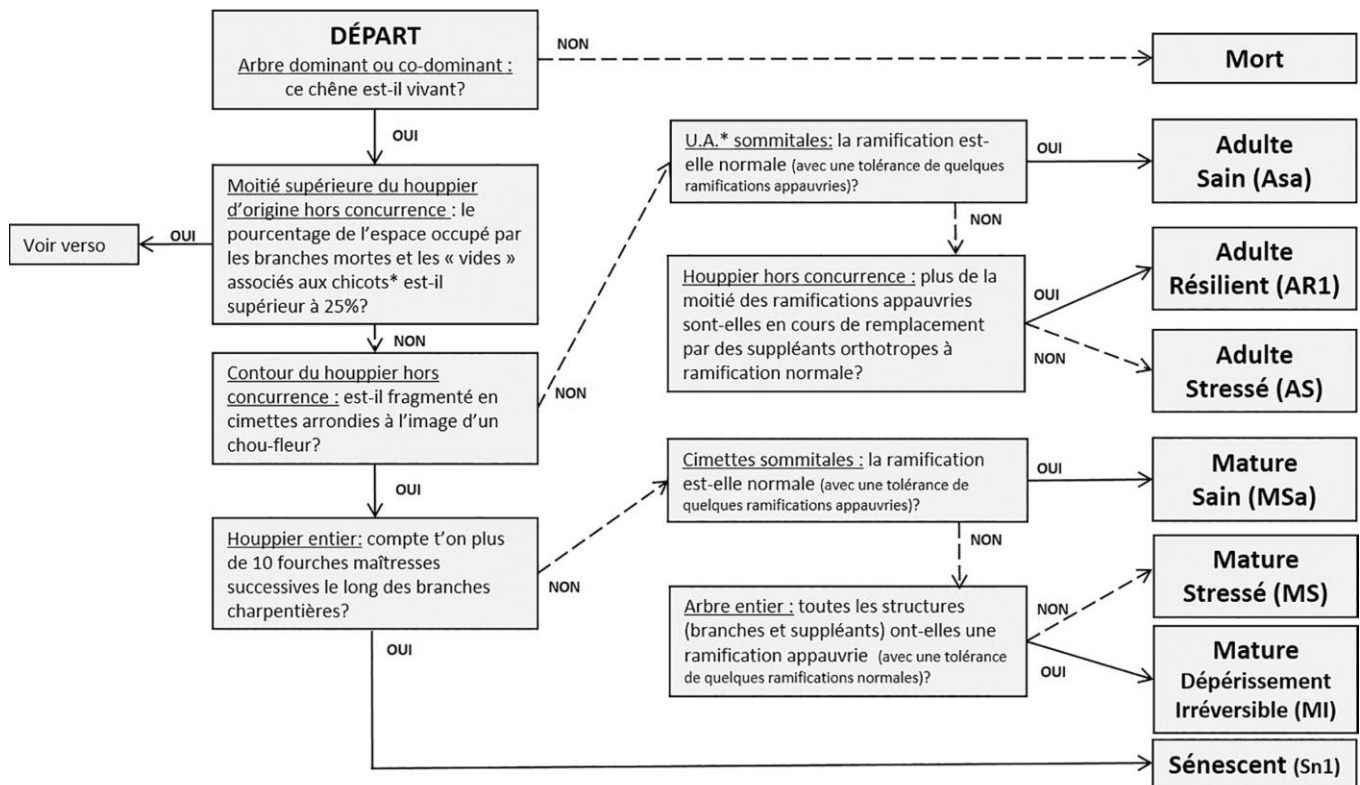 DÉPART
Arbre dominant ou co-dominant :
ce chêne est-il vivant?
NON
Mort
OUI
Moitié supérieure du houppier
d'origine hors concurrence : le
pourcentage de l'espace occupé par
les branches mortes et les « vides »
associés aux chicots* est-il
supérieur à 25%?
OUI
Voir verso
NON
Contour du houppier hors
concurrence : est-il fragmenté en
cimettes arrondies à l'image d'un
chou-fleur?
NON
OUI
Houppier entier: compte t'on plus
de 10 fourches maîtresses
successives le long des branches
charpentières?
NON
OUI
U.A.* sommitales: la ramification est-
elle normale (avec une tolérance de quelques
ramifications appauvries)?
OUI
Adulte
Sain (Asa)
NON
Houppier hors concurrence : plus de la
moitié des ramifications appauvries
sont-elles en cours de remplacement
par des suppléants orthotropes à
ramification normale?
OUI
Adulte
Résilient (AR1)
NON
Adulte
Stressé (AS)
Cimettes sommitales : la ramification
est-elle normale (avec une tolérance de
quelques ramifications appauvries)?
OUI
Mature
Sain (MSa)
NON
Arbre entier : toutes les structures
(branches et suppléants) ont-elles une
ramification appauvrie (avec une tolérance
de quelques ramifications normales)?
NON
Mature
Stressé (MS)
OUI
Mature
Dépérissement
Irréversible (MI)
Sénescent (Sn1)